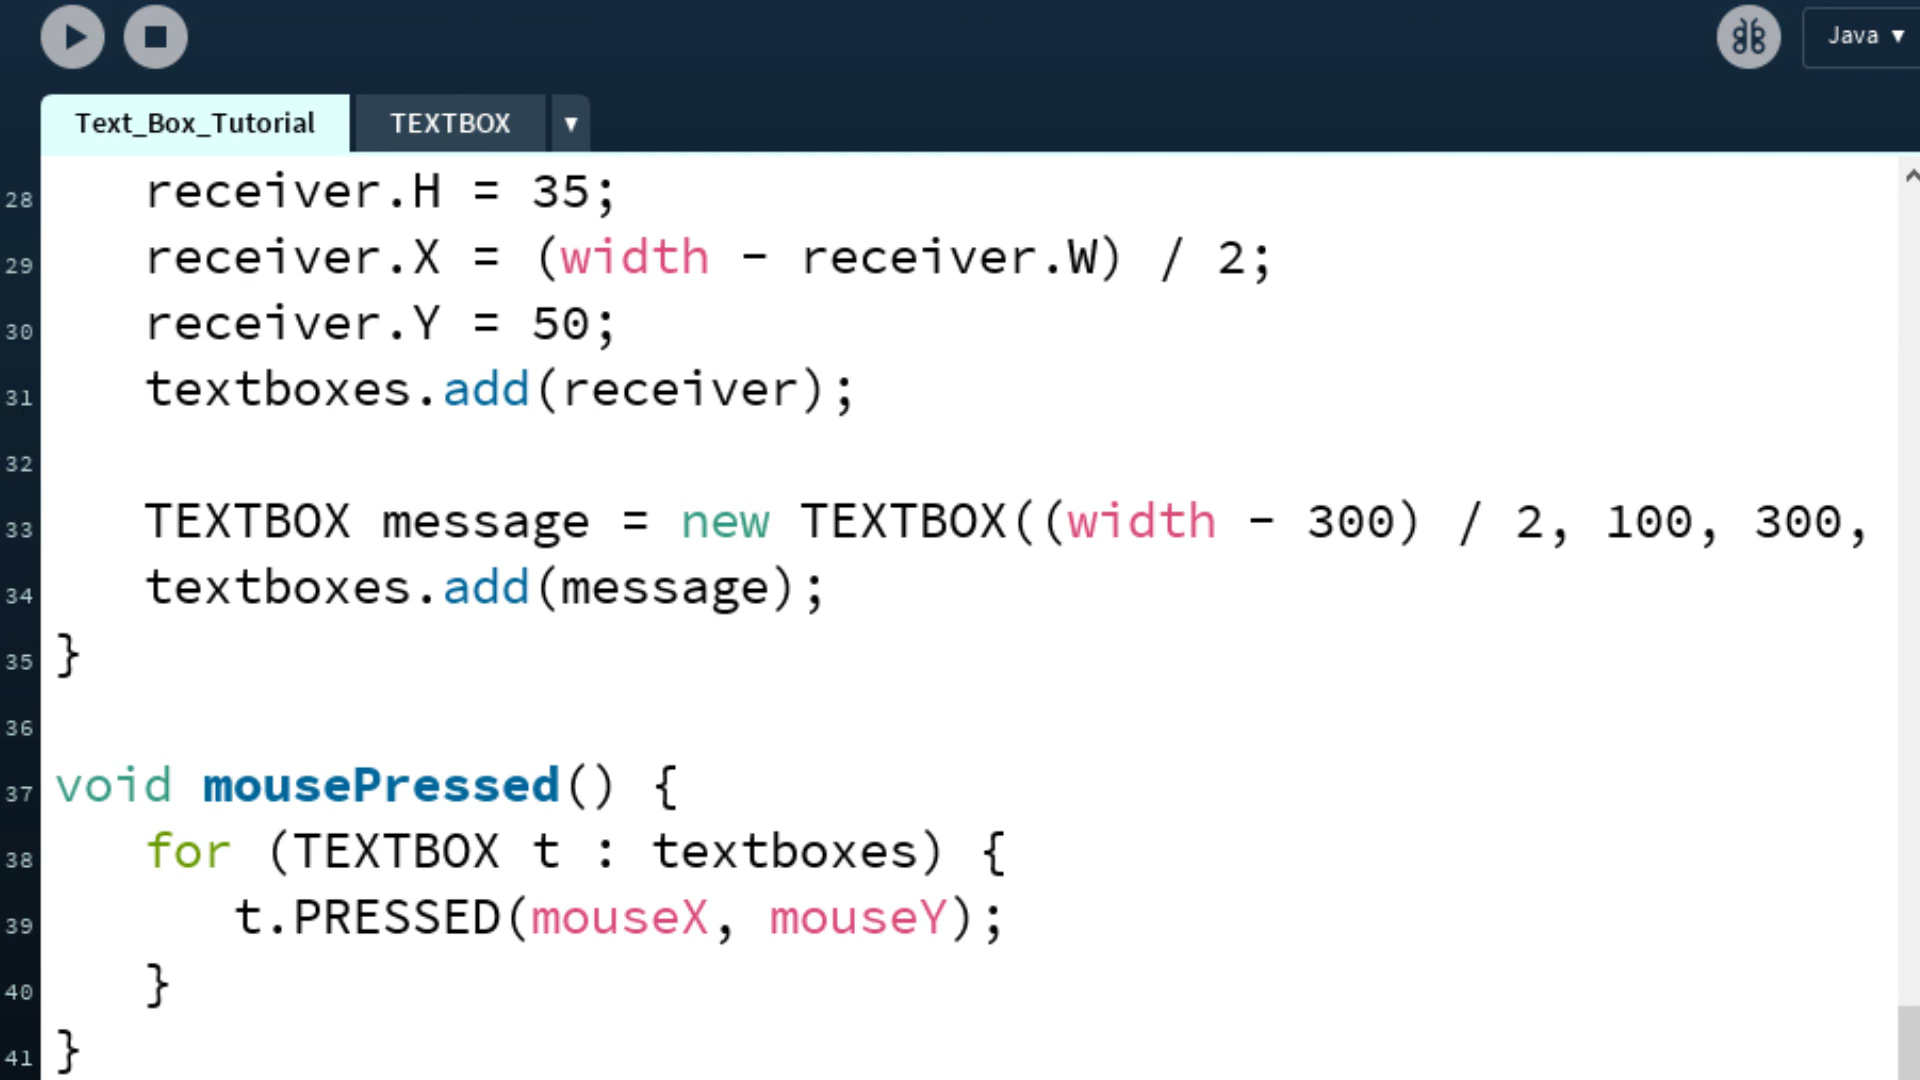 Java ▼
Text_Box_Tutorial TEXTBOX ▼
28 receiver.H = 35;
29 receiver.X = (width - receiver.W) / 2;
30 receiver.Y = 50;
31 textboxes.add(receiver);
32
33 TEXTBOX message = new TEXTBOX((width - 300) / 2, 100, 300,
34 textboxes.add(message);
35 }
36
37 void mousePressed() {
38 for (TEXTBOX t : textboxes) {
39 t.PRESSED(mouseX, mouseY);
40 }
41 }